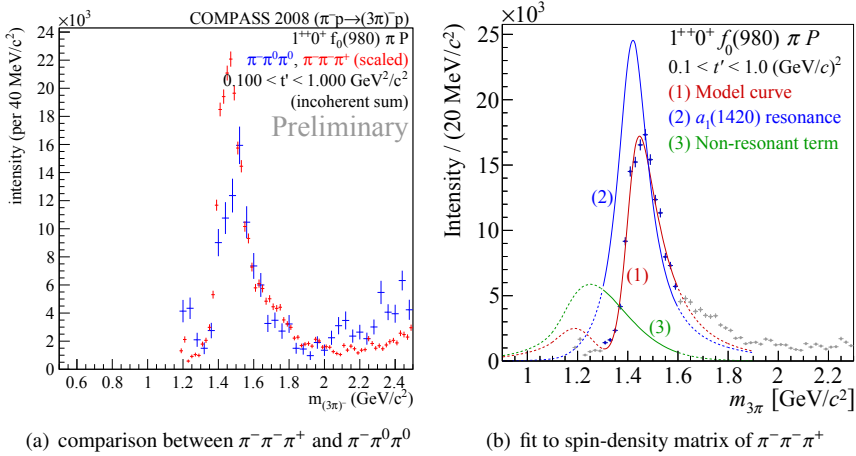 COMPASS 2008 (π⁻p→(3π)⁻p)
×10³
1⁺⁺0⁺ f₀(980) π P
π⁻π⁰π⁰, π⁻π⁻π⁺ (scaled)
0.100 < t' < 1.000 GeV²/c²
(incoherent sum)
Preliminary
intensity (per 40 MeV/c²)
24
22
20
18
16
14
12
10
8
6
4
2
0
0.6 0.8 1 1.2 1.4 1.6 1.8 2 2.2 2.4
m(3π)⁻ (GeV/c²)
(a) comparison between π⁻π⁻π⁺ and π⁻π⁰π⁰
×10³
1⁺⁺0⁺ f₀(980) π P
0.1 < t' < 1.0 (GeV/c)²
(1) Model curve
(2) a₁(1420) resonance
(3) Non-resonant term
Intensity / (20 MeV/c²)
25
20
15
10
5
0
(2)
(1)
(3)
1 1.2 1.4 1.6 1.8 2 2.2
m₃π [GeV/c²]
(b) fit to spin-density matrix of π⁻π⁻π⁺